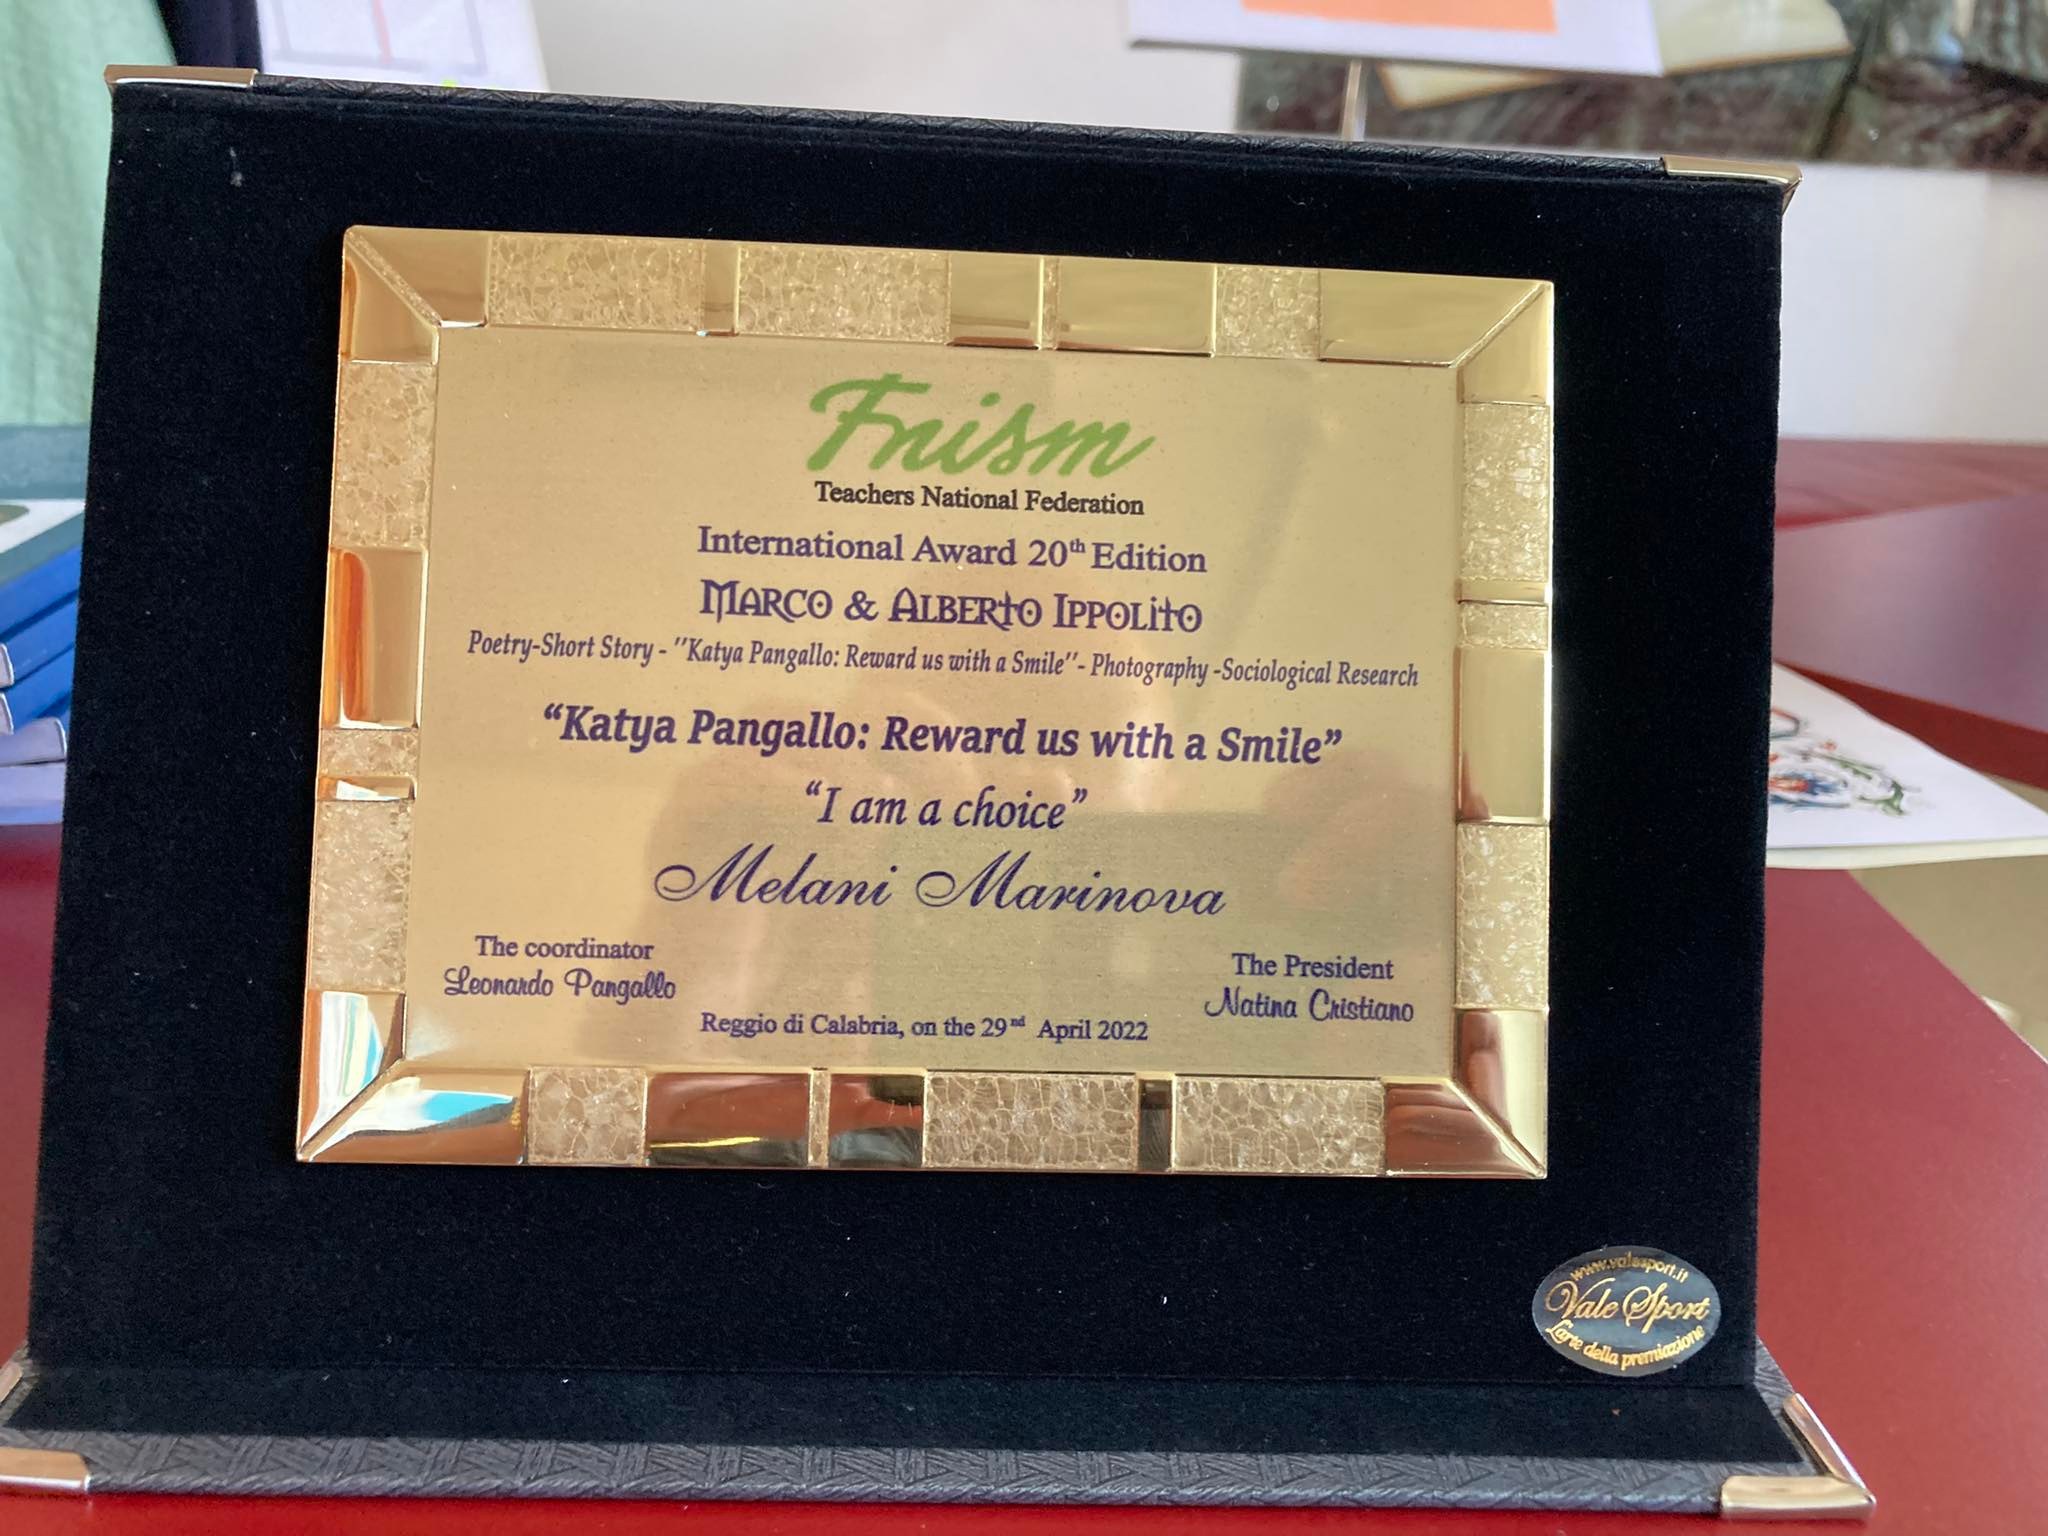 Fnism
Teachers National Federation
International Award 20th Edition
MARCO & ALBERTO IPPOLITO
Poetry-Short Story - "Katya Pangallo: Reward us with a Smile"- Photography -Sociological Research
“Katya Pangallo: Reward us with a Smile”
“I am a choice”
Melani Marinova
The coordinator
Leonardo Pangallo
The President
Natina Cristiano
Reggio di Calabria, on the 29nd April 2022
www.valesport.it
Vale Sport
L'arte della premiazione